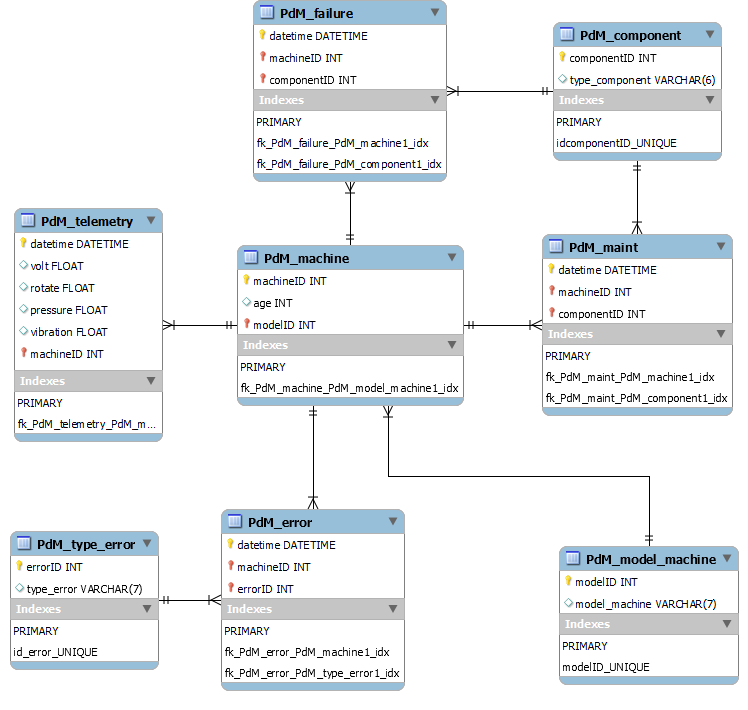 PdM_failure
datetime DATETIME
machineID INT
componentID INT
Indexes
PRIMARY
fk_PdM_failure_PdM_machine1_idx
fk_PdM_failure_PdM_component1_idx
PdM_component
componentID INT
type_component VARCHAR(6)
Indexes
PRIMARY
idcomponentID_UNIQUE
PdM_telemetry
datetime DATETIME
volt FLOAT
rotate FLOAT
pressure FLOAT
vibration FLOAT
machineID INT
Indexes
PRIMARY
fk_PdM_telemetry_PdM_m...
PdM_machine
machineID INT
age INT
modelID INT
Indexes
PRIMARY
fk_PdM_machine_PdM_model_machine1_idx
PdM_maint
datetime DATETIME
machineID INT
componentID INT
Indexes
PRIMARY
fk_PdM_maint_PdM_machine1_idx
fk_PdM_maint_PdM_component1_idx
PdM_type_error
errorID INT
type_error VARCHAR(7)
Indexes
PRIMARY
id_error_UNIQUE
PdM_error
datetime DATETIME
machineID INT
errorID INT
Indexes
PRIMARY
fk_PdM_error_PdM_machine1_idx
fk_PdM_error_PdM_type_error1_idx
PdM_model_machine
modelID INT
model_machine VARCHAR(7)
Indexes
PRIMARY
modelID_UNIQUE